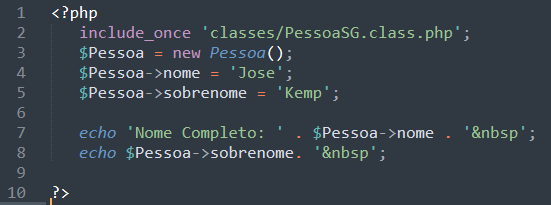 1 <?php
2 include_once 'classes/PessoaSG.class.php';
3 $Pessoa = new Pessoa();
4 $Pessoa->nome = 'Jose';
5 $Pessoa->sobrenome = 'Kemp';
6
7 echo 'Nome Completo: ' . $Pessoa->nome . '&nbsp';
8 echo $Pessoa->sobrenome. '&nbsp';
9
10 ?>